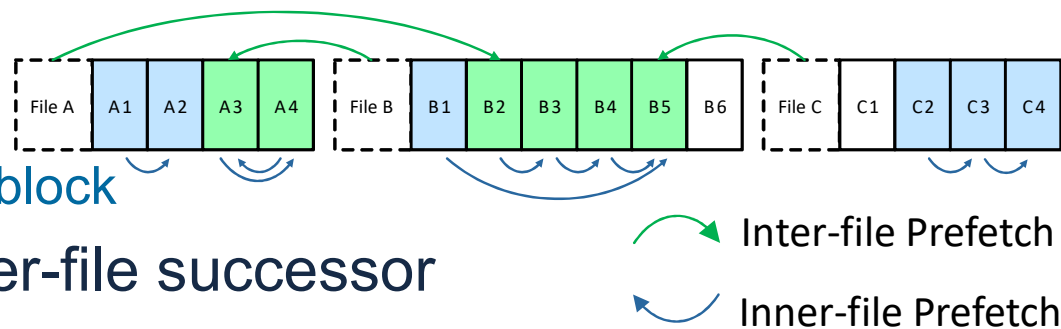 File A A1 A2 A3 A4 File B B1 B2 B3 B4 B5 B6 File C C1 C2 C3 C4
block
er-file successor
Inter-file Prefetch
Inner-file Prefetch